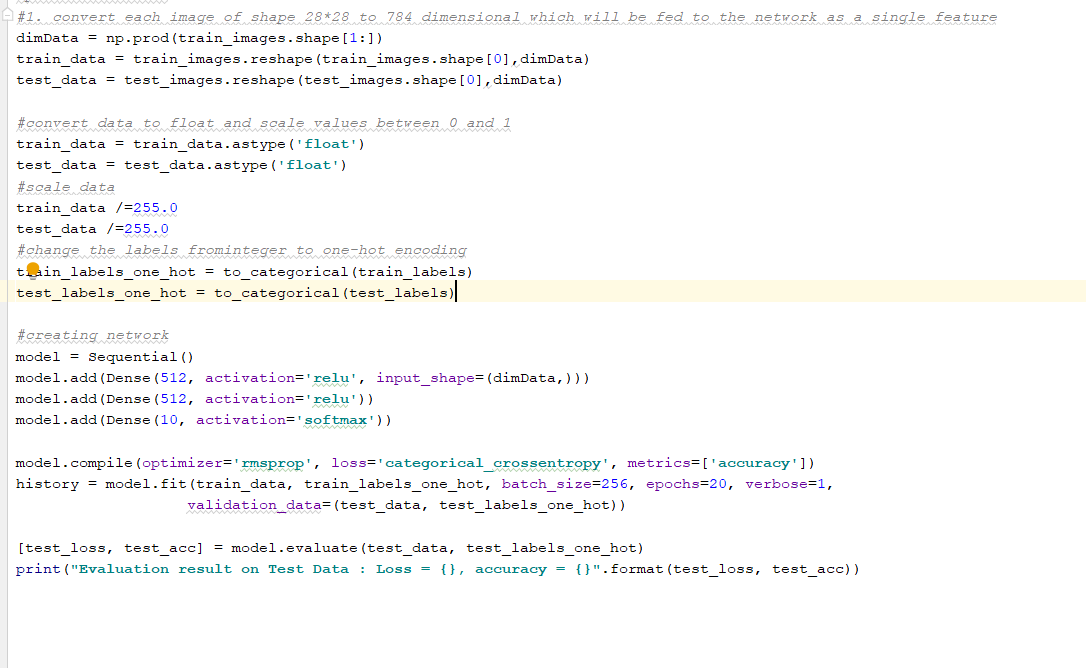 #1. convert each image of shape 28*28 to 784 dimensional which will be fed to the network as a single feature
dimData = np.prod(train_images.shape[1:])
train_data = train_images.reshape(train_images.shape[0],dimData)
test_data = test_images.reshape(test_images.shape[0],dimData)
#convert data to float and scale values between 0 and 1
train_data = train_data.astype('float')
test_data = test_data.astype('float')
#scale data
train_data /=255.0
test_data /=255.0
#change the labels frominteger to one-hot encoding
train_labels_one_hot = to_categorical(train_labels)
test_labels_one_hot = to_categorical(test_labels)
#creating network
model = Sequential()
model.add(Dense(512, activation='relu', input_shape=(dimData,)))
model.add(Dense(512, activation='relu'))
model.add(Dense(10, activation='softmax'))
model.compile(optimizer='rmsprop', loss='categorical_crossentropy', metrics=['accuracy'])
history = model.fit(train_data, train_labels_one_hot, batch_size=256, epochs=20, verbose=1,
validation_data=(test_data, test_labels_one_hot))
[test_loss, test_acc] = model.evaluate(test_data, test_labels_one_hot)
print("Evaluation result on Test Data : Loss = {}, accuracy = {}".format(test_loss, test_acc))